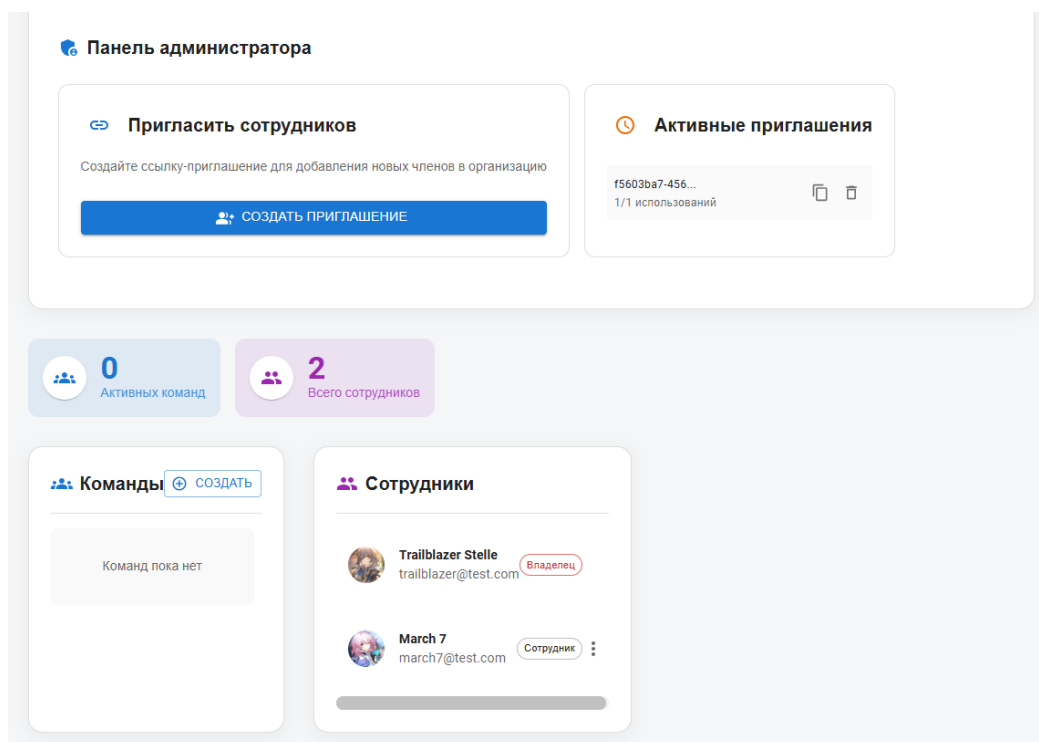 Панель администратора
Пригласить сотрудников
Создайте ссылку-приглашение для добавления новых членов в организацию
СОЗДАТЬ ПРИГЛАШЕНИЕ
Активные приглашения
f5603ba7-456...
1/1 использований
0
Активных команд
2
Всего сотрудников
Команды
СОЗДАТЬ
Команд пока нет
Сотрудники
Trailblazer Stelle
trailblazer@test.com
Владелец
March 7
march7@test.com
Сотрудник